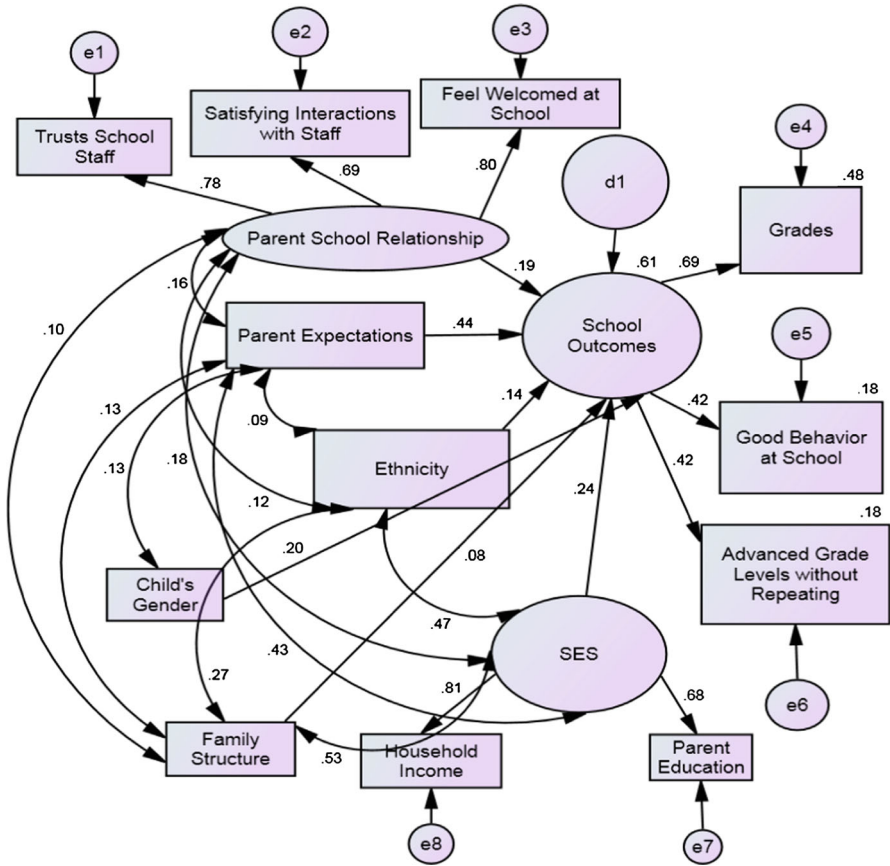 e1
e2
e3
Trusts School
Staff
Satisfying Interactions
with Staff
Feel Welcomed at
School
e4
.48
Grades
d1
.78
.69
.80
Parent School Relationship
.19
.61
.69
.16
.10
Parent Expectations
.44
School
Outcomes
e5
.18
.13
.14
.42
Good Behavior
at School
.09
.13
.18
Ethnicity
.42
.24
.12
.18
Advanced Grade
Levels without
Repeating
.20
.08
Child's
Gender
.47
SES
.43
.27
.81
.68
e6
Family
Structure
.53
Household
Income
Parent
Education
e8
e7